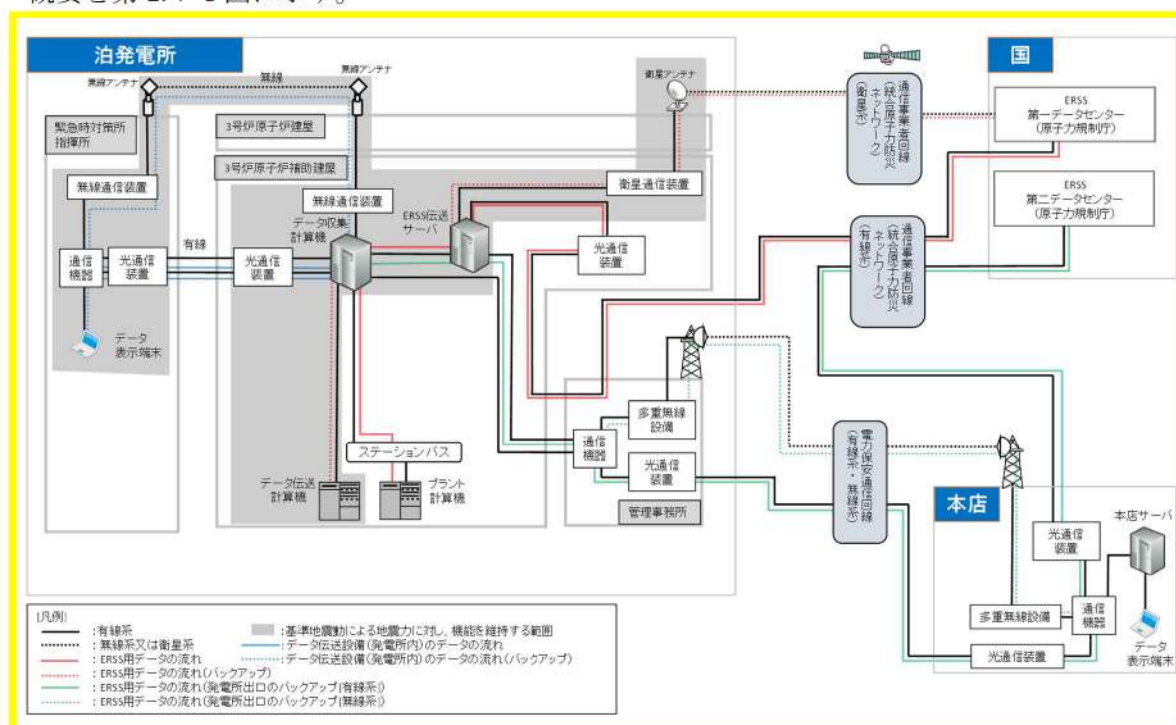 泊発電所
無線アンテナ
無線
無線アンテナ
衛星アンテナ
緊急時対策所
指揮所
3号炉原子炉建屋
3号炉原子炉補助建屋
無線通信装置
無線通信装置
データ収集
計算機
ERSS伝送
サーバ
衛星通信装置
光通信装置
通信
機器
光通信
装置
有線
光通信
装置
データ
表示端末
ステーションバス
データ伝送
計算機
プラント
計算機
通信
機器
多重無線
設備
光通信
装置
管理事務所
通信事業者回線
(統合原子力防災
ネットワーク)
(衛星系)
通信事業者回線
(統合原子力防災
ネットワーク)
(有線系)
電力保安通信回線
(有線系・無線系)
国
ERSS
第一データセンター
(原子力規制庁)
ERSS
第二データセンター
(原子力規制庁)
本店
本店サーバ
光通信
装置
多重無線設備
通信
機器
光通信装置
データ
表示端末
[凡例]
:有線系
:無線系又は衛星系
:ERSS用データの流れ
:ERSS用データの流れ(バックアップ)
:ERSS用データの流れ(発電所出口のバックアップ[有線系])
:ERSS用データの流れ(発電所出口のバックアップ[無線系])
:基準地震動による地震力に対し,機能を維持する範囲
:データ伝送設備(発電所内)のデータの流れ
:データ伝送設備(発電所内)のデータの流れ(バックアップ)